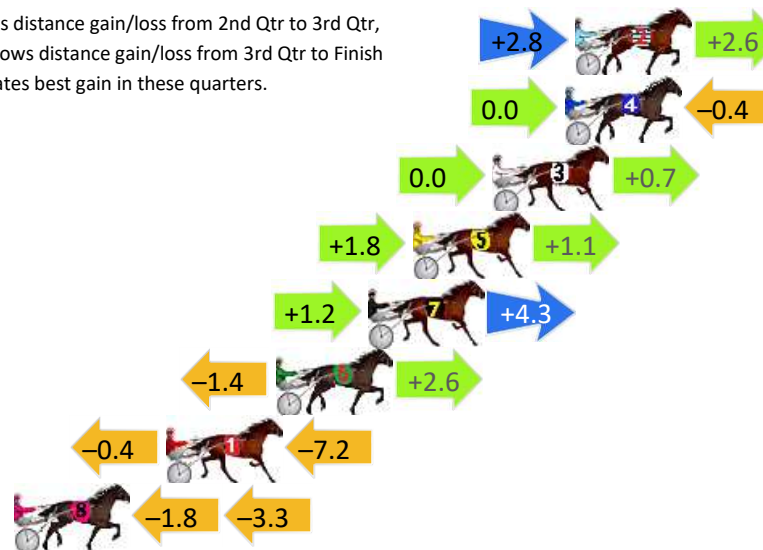 s distance gain/loss from 2nd Qtr to 3rd Qtr,
ows distance gain/loss from 3rd Qtr to Finish
ates best gain in these quarters.
+2.8 2 +2.6
0.0 4 –0.4
0.0 3 +0.7
+1.8 5 +1.1
+1.2 7 +4.3
–1.4 6 +2.6
–0.4 1 –7.2
8 –1.8 –3.3